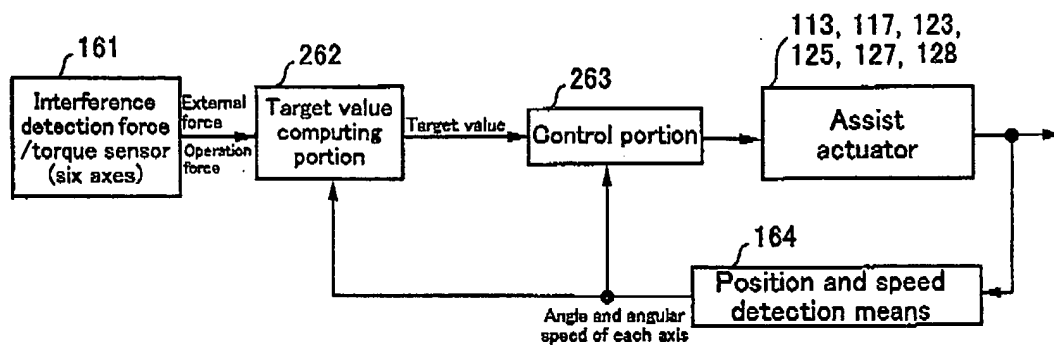 161
Interference
detection force
/torque sensor
(six axes)
External
force
Operation
force
262
Target value
computing
portion
Target value
263
Control portion
113, 117, 123,
125, 127, 128
Assist
actuator
164
Position and speed
detection means
Angle and angular
speed of each axis